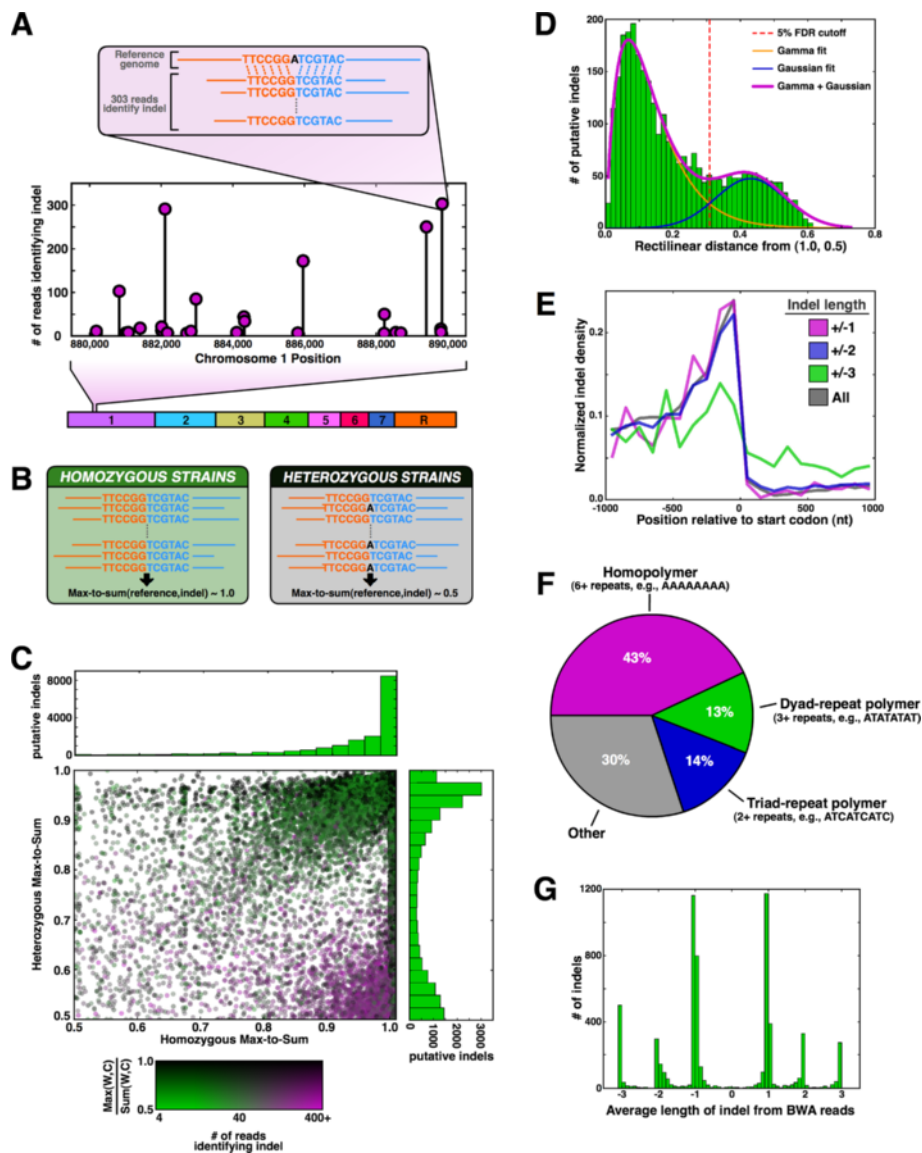 A
Reference
genome
TTCCGGATCGTAC
303 reads
identify indel
TTCCGGTCGTAC
TTCCGGTCGTAC
TTCCGGTCGTAC
# of reads identifying indel
300
200
100
0
880,000
882,000
884,000
886,000
888,000
890,000
Chromosome 1 Position
1
2
3
4
5
6
7
R
B
HOMOZYGOUS STRAINS
TTCCGGTCGTAC
TTCCGGTCGTAC
TTCCGGTCGTAC
TTCCGGTCGTAC
TTCCGGTCGTAC
TTCCGGTCGTAC
Max-to-sum(reference,indel) ~ 1.0
HETEROZYGOUS STRAINS
TTCCGGTCGTAC
TTCCGGATCGTAC
TTCCGGTCGTAC
TTCCGGATCGTAC
TTCCGGTCGTAC
TTCCGGATCGTAC
Max-to-sum(reference,indel) ~ 0.5
C
putative indels
8000
4000
0
Heterozygous Max-to-Sum
1.0
0.9
0.8
0.7
0.6
0.5
0.5
0.6
0.7
0.8
0.9
1.0
Homozygous Max-to-Sum
0
1000
2000
3000
putative indels
Max(W,C)
Sum(W,C)
1.0
0.5
4
40
400+
# of reads
identifying indel
D
# of putative indels
200
150
100
50
0
0.0
0.2
0.4
0.6
0.8
Rectilinear distance from (1.0, 0.5)
5% FDR cutoff
Gamma fit
Gaussian fit
Gamma + Gaussian
E
Normalized indel density
0.2
0.1
0.0
-1000
-500
0
500
1000
Position relative to start codon (nt)
Indel length
+/-1
+/-2
+/-3
All
F
Homopolymer
(6+ repeats, e.g., AAAAAAAA)
43%
13%
Dyad-repeat polymer
(3+ repeats, e.g., ATATATAT)
14%
Triad-repeat polymer
(2+ repeats, e.g., ATCATCATC)
30%
Other
G
# of indels
1200
800
400
0
-3
-2
-1
0
1
2
3
Average length of indel from BWA reads